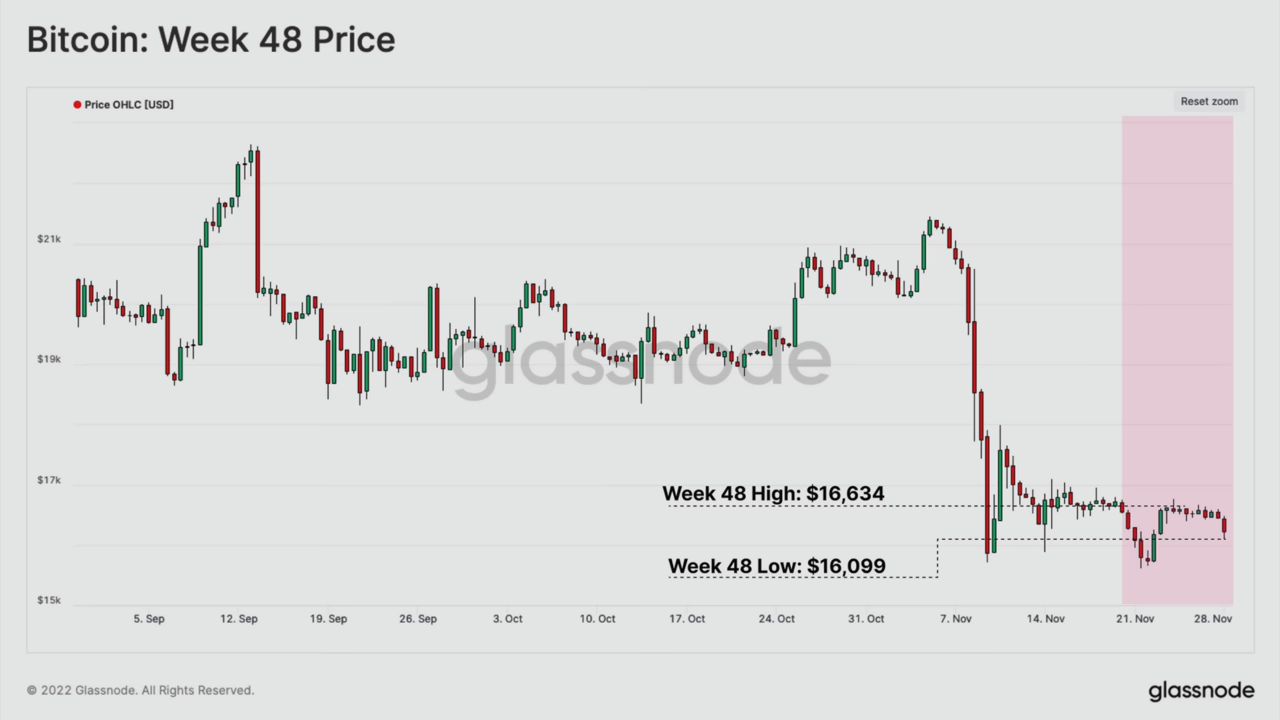 Bitcoin: Week 48 Price
Price OHLC [USD]
Reset zoom
$21k
$19k
$17k
$15k
glassnode
Week 48 High: $16,634
Week 48 Low: $16,099
5. Sep 12. Sep 19. Sep 26. Sep 3. Oct 10. Oct 17. Oct 24. Oct 31. Oct 7. Nov 14. Nov 21. Nov 28. Nov
© 2022 Glassnode. All Rights Reserved.
glassnode